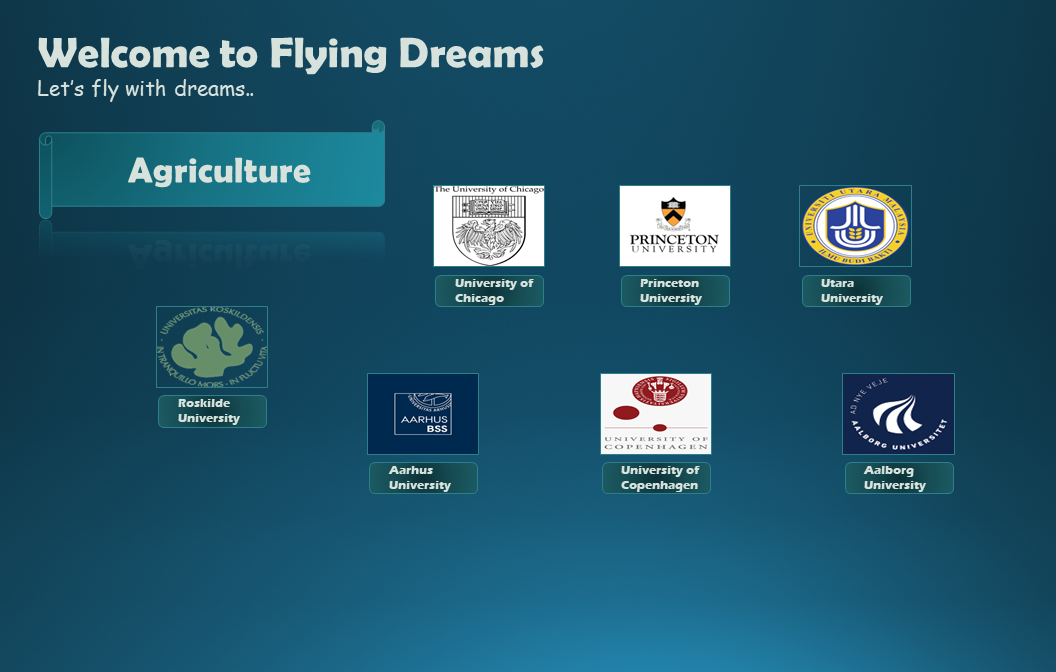 Welcome to Flying Dreams
Let's fly with dreams..
Agriculture
The University of Chicago
University of
Chicago
PRINCETON
UNIVERSITY
Princeton
University
UNIVERSITI UTARA MALAYSIA
ILMU BUDI BAKTI
Utara
University
UNIVERSITAS ROSKILDENSIS
IN TRANQUILLO MORS - IN FLUCTU VITA
Roskilde
University
AARHUS
BSS
Aarhus
University
UNIVERSITY OF
COPENHAGEN
University of
Copenhagen
AD NYE VEJE
AALBORG UNIVERSITET
Aalborg
University